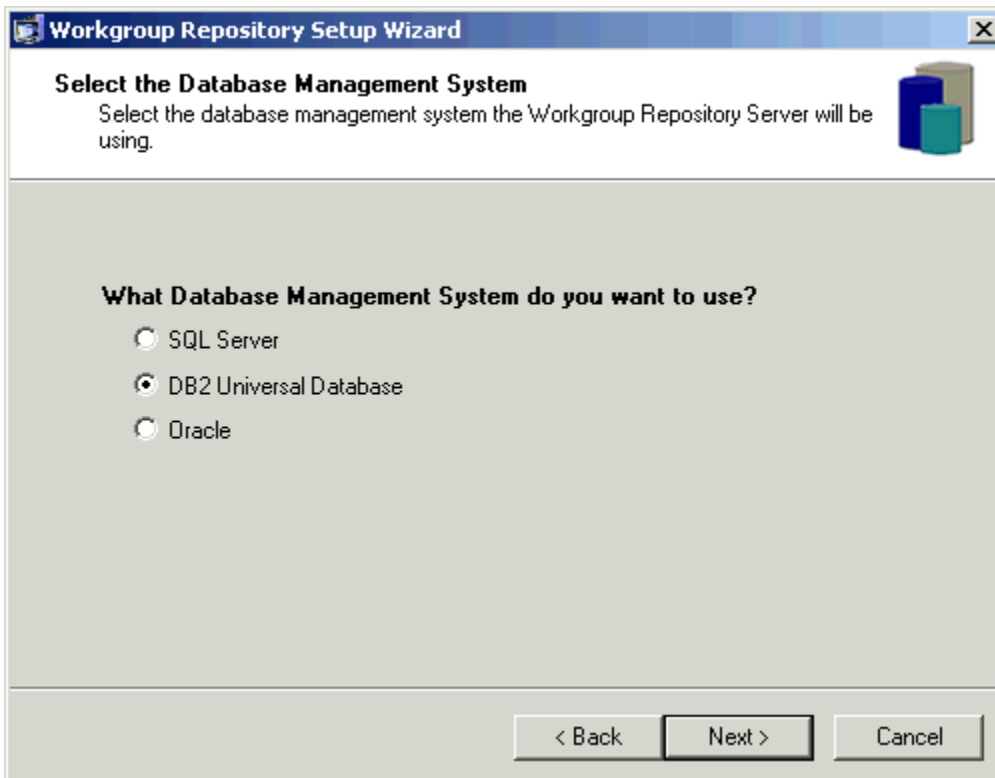 Workgroup Repository Setup Wizard
Select the Database Management System
Select the database management system the Workgroup Repository Server will be
using.
What Database Management System do you want to use?
SQL Server
DB2 Universal Database
Oracle
< Back
Next >
Cancel